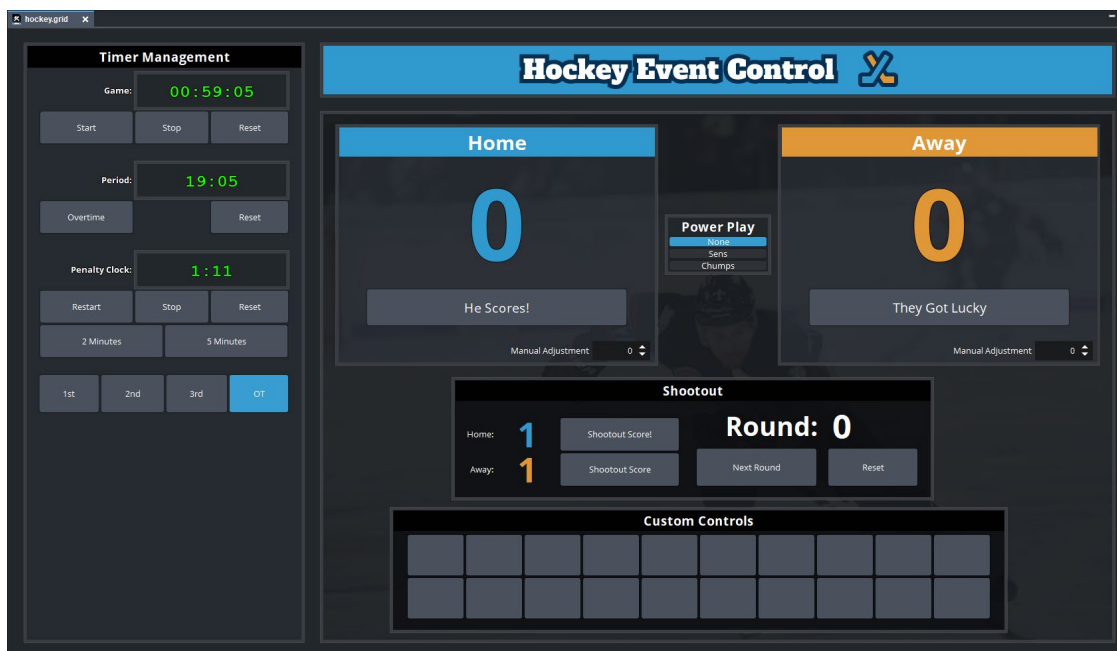 hockey.grid x
Timer Management
Game: 00:59:05
Start Stop Reset
Period: 19:05
Overtime Reset
Penalty Clock: 1:11
Restart Stop Reset
2 Minutes 5 Minutes
1st 2nd 3rd OT
Hockey Event Control
Home
0
He Scores!
Manual Adjustment 0
Power Play
None
Sens
Chumps
Away
0
They Got Lucky
Manual Adjustment 0
Shootout
Home: 1 Shootout Score!
Away: 1 Shootout Score
Round: 0
Next Round Reset
Custom Controls